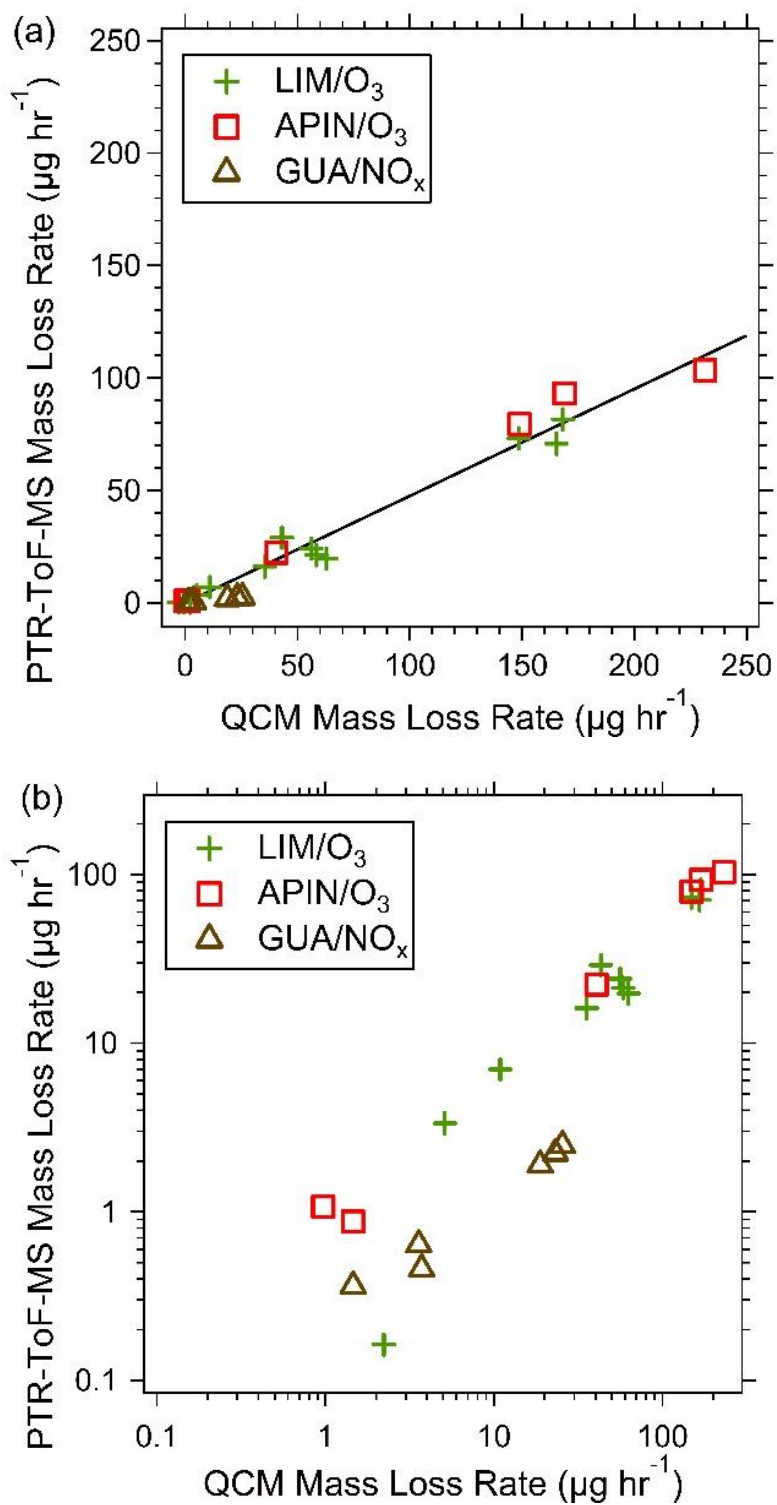 (a)
250
200
150
100
50
0
PTR-ToF-MS Mass Loss Rate (µg hr⁻¹)
LIM/O₃
APIN/O₃
GUA/NOₓ
0 50 100 150 200 250
QCM Mass Loss Rate (µg hr⁻¹)
(b)
100
10
1
0.1
PTR-ToF-MS Mass Loss Rate (µg hr⁻¹)
LIM/O₃
APIN/O₃
GUA/NOₓ
0.1 1 10 100
QCM Mass Loss Rate (µg hr⁻¹)